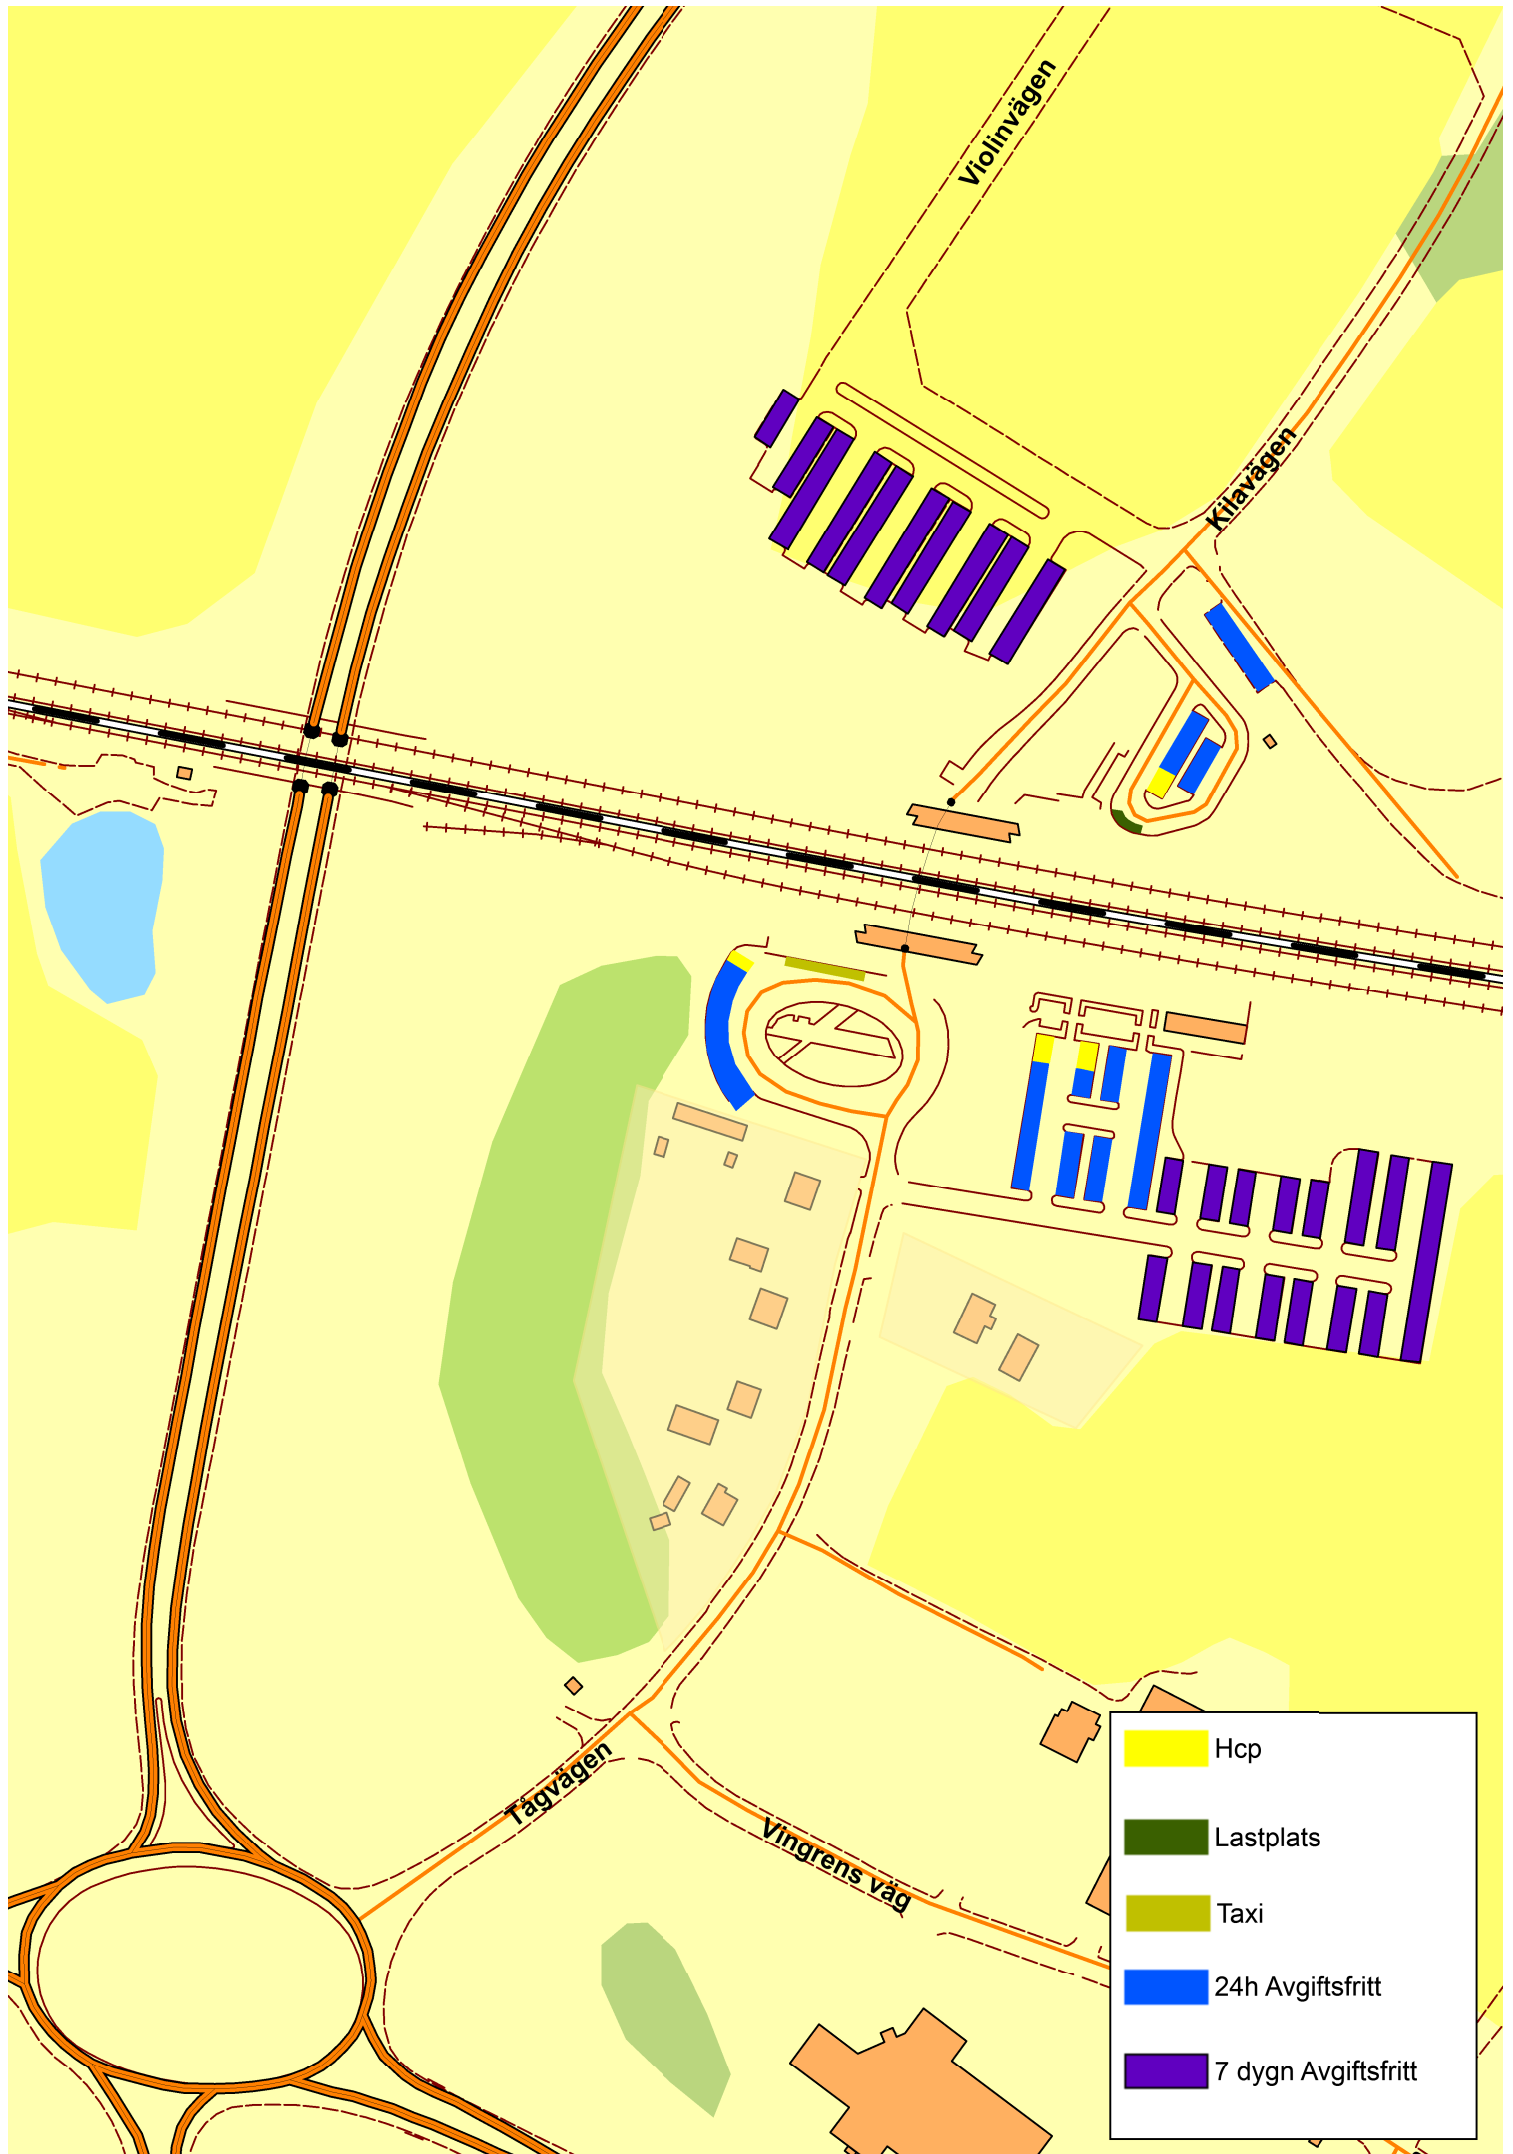 Violinvägen
Kilavägen
Tågvägen
Vingrens väg
Hcp
Lastplats
Taxi
24h Avgiftsfritt
7 dygn Avgiftsfritt